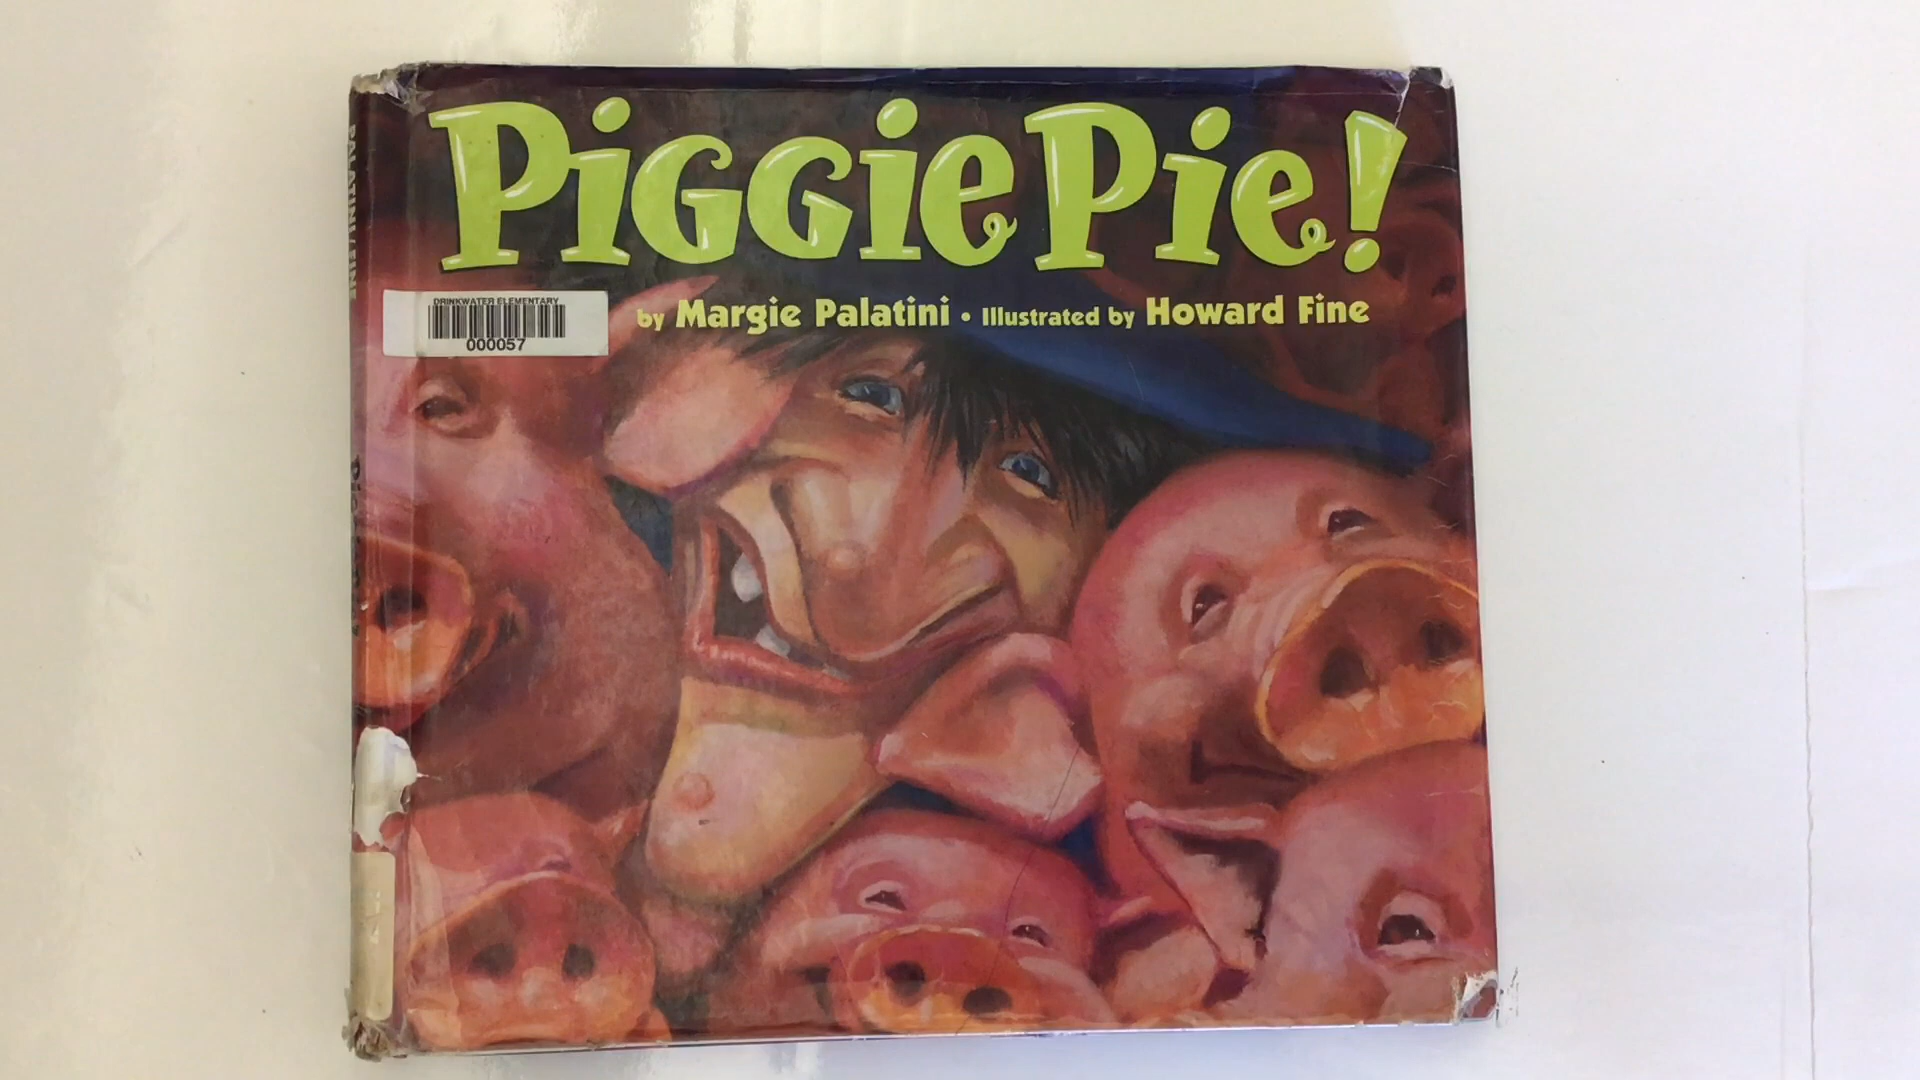 Piggie Pie!
by Margie Palatini • Illustrated by Howard Fine
DRINKWATER ELEMENTARY
000057
PALATINI/FINE